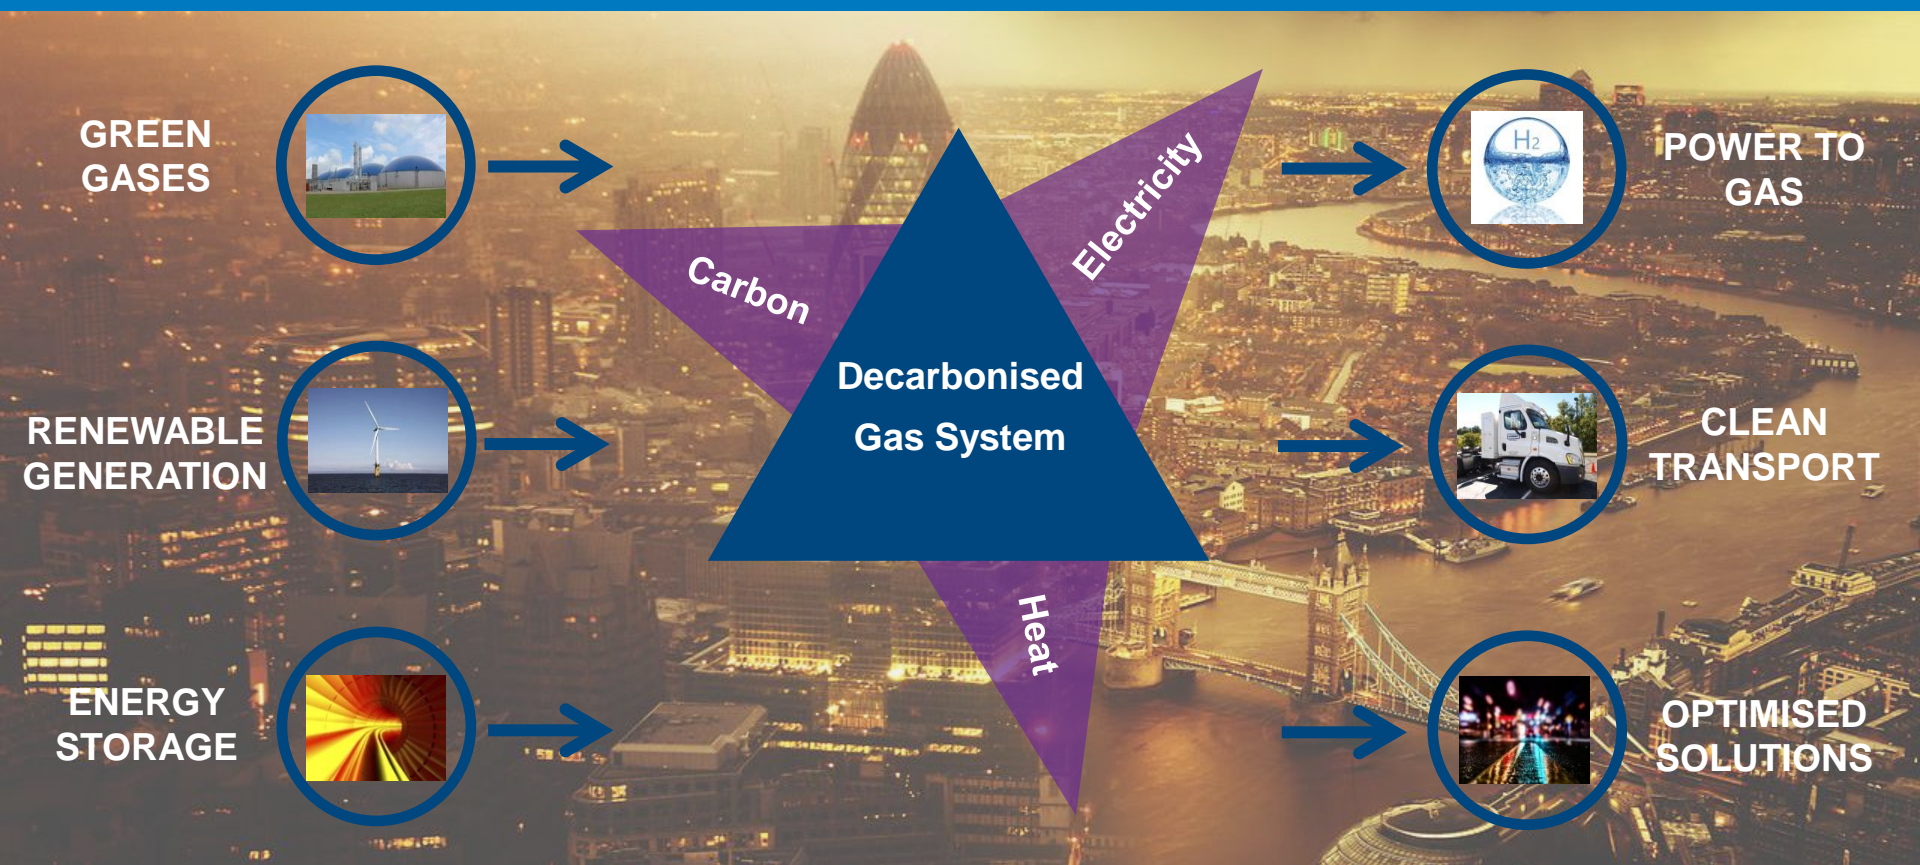 GREEN
GASES
RENEWABLE
GENERATION
ENERGY
STORAGE
Carbon
Electricity
Decarbonised
Gas System
Heat
H2
POWER TO
GAS
CLEAN
TRANSPORT
OPTIMISED
SOLUTIONS